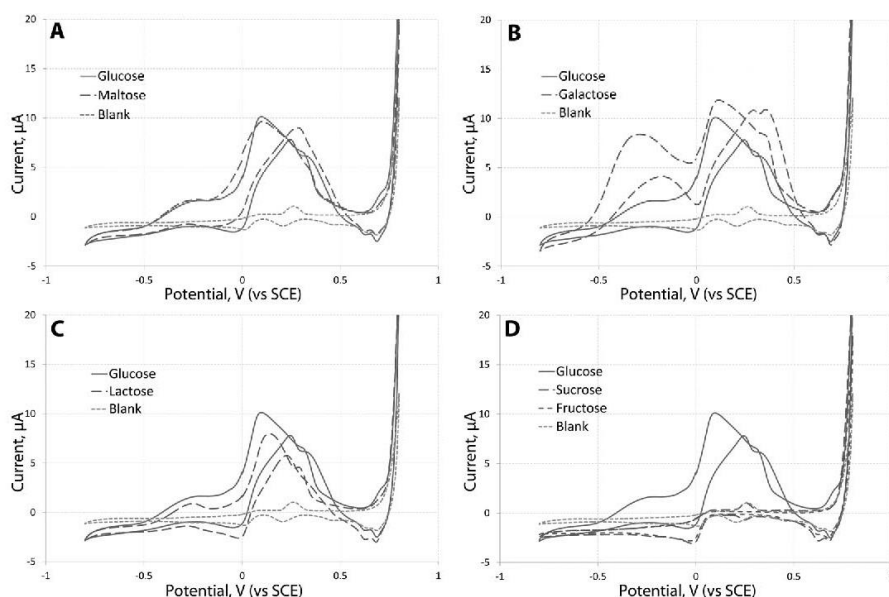 A
20
15
10
5
0
-5
Current, µA
Glucose
Maltose
Blank
-1
-0.5
0
0.5
1
Potential, V (vs SCE)
B
20
15
10
5
0
-5
Current, µA
Glucose
Galactose
Blank
-1
-0.5
0
0.5
1
Potential, V (vs SCE)
C
20
15
10
5
0
-5
Current, µA
Glucose
Lactose
Blank
-1
-0.5
0
0.5
1
Potential, V (vs SCE)
D
20
15
10
5
0
-5
Current, µA
Glucose
Sucrose
Fructose
Blank
-1
-0.5
0
0.5
Potential, V (vs SCE)